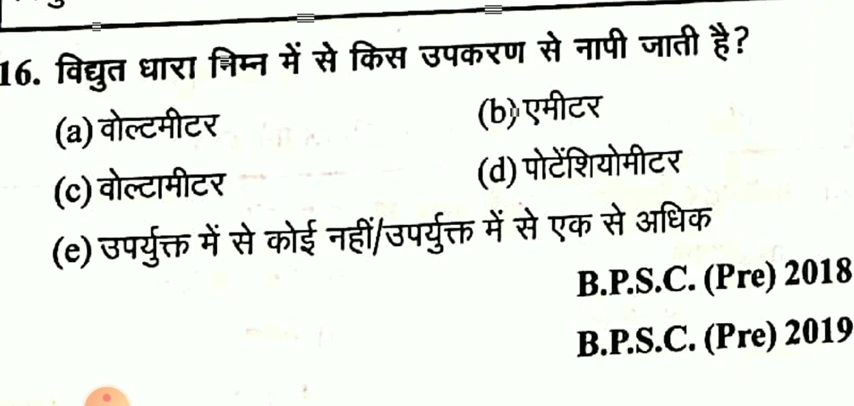 16. विद्युत धारा निम्न में से किस उपकरण से नापी जाती है?
(a) वोल्टमीटर (b) एमीटर
(c) वोल्टामीटर (d) पोटेंशियोमीटर
(e) उपर्युक्त में से कोई नहीं/उपर्युक्त में से एक से अधिक
B.P.S.C. (Pre) 2018
B.P.S.C. (Pre) 2019